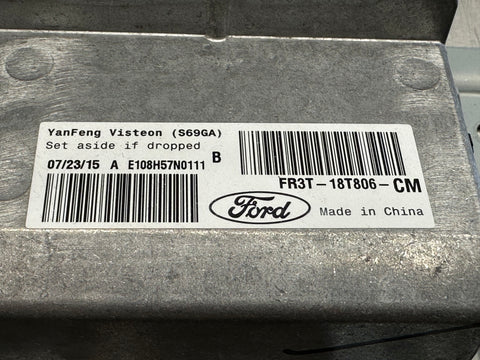 YanFeng Visteon (S69GA)
Set aside if dropped
07/23/15 A E108H57N0111 B
FR3T-18T806-CM
Ford Made in China